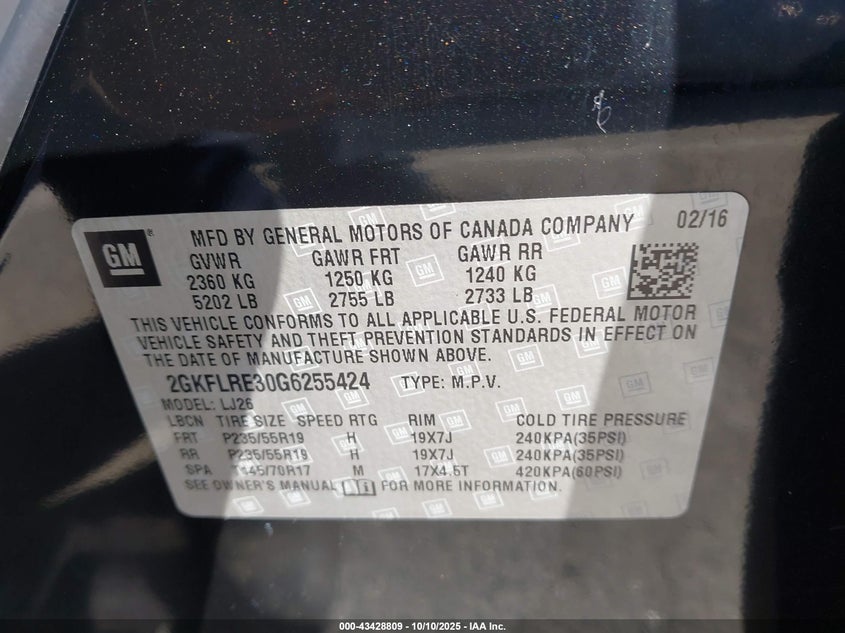 GM ® MFD BY GENERAL MOTORS OF CANADA COMPANY 02/16
GVWR GAWR FRT GAWR RR
2360 KG 1250 KG 1240 KG
5202 LB 2755 LB 2733 LB
THIS VEHICLE CONFORMS TO ALL APPLICABLE U.S. FEDERAL MOTOR
VEHICLE SAFETY AND THEFT PREVENTION STANDARDS IN EFFECT ON
THE DATE OF MANUFACTURE SHOWN ABOVE.
2GKFLRE30G6255424 TYPE: M.P.V.
MODEL: LJ26
LBCN TIRE SIZE SPEED RTG RIM COLD TIRE PRESSURE
FRT P235/55R19 H 19X7J 240KPA(35PSI)
RR P235/55R19 H 19X7J 240KPA(35PSI)
SPA T145/70R17 M 17X4.5T 420KPA(60PSI)
SEE OWNER'S MANUAL FOR MORE INFORMATION.
000-43428809 - 10/10/2025 - IAA Inc.